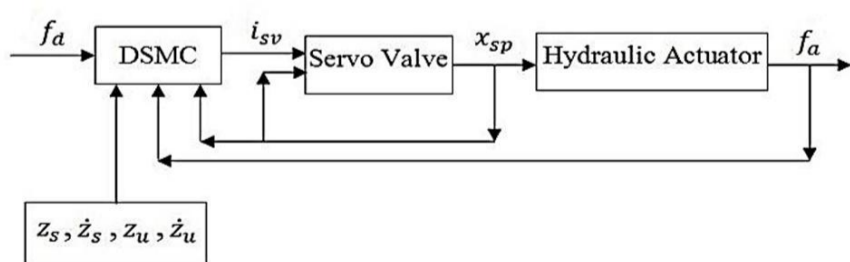 f_d
DSMC
i_sv
Servo Valve
x_sp
Hydraulic Actuator
f_a
z_s , ż_s , z_u , ż_u